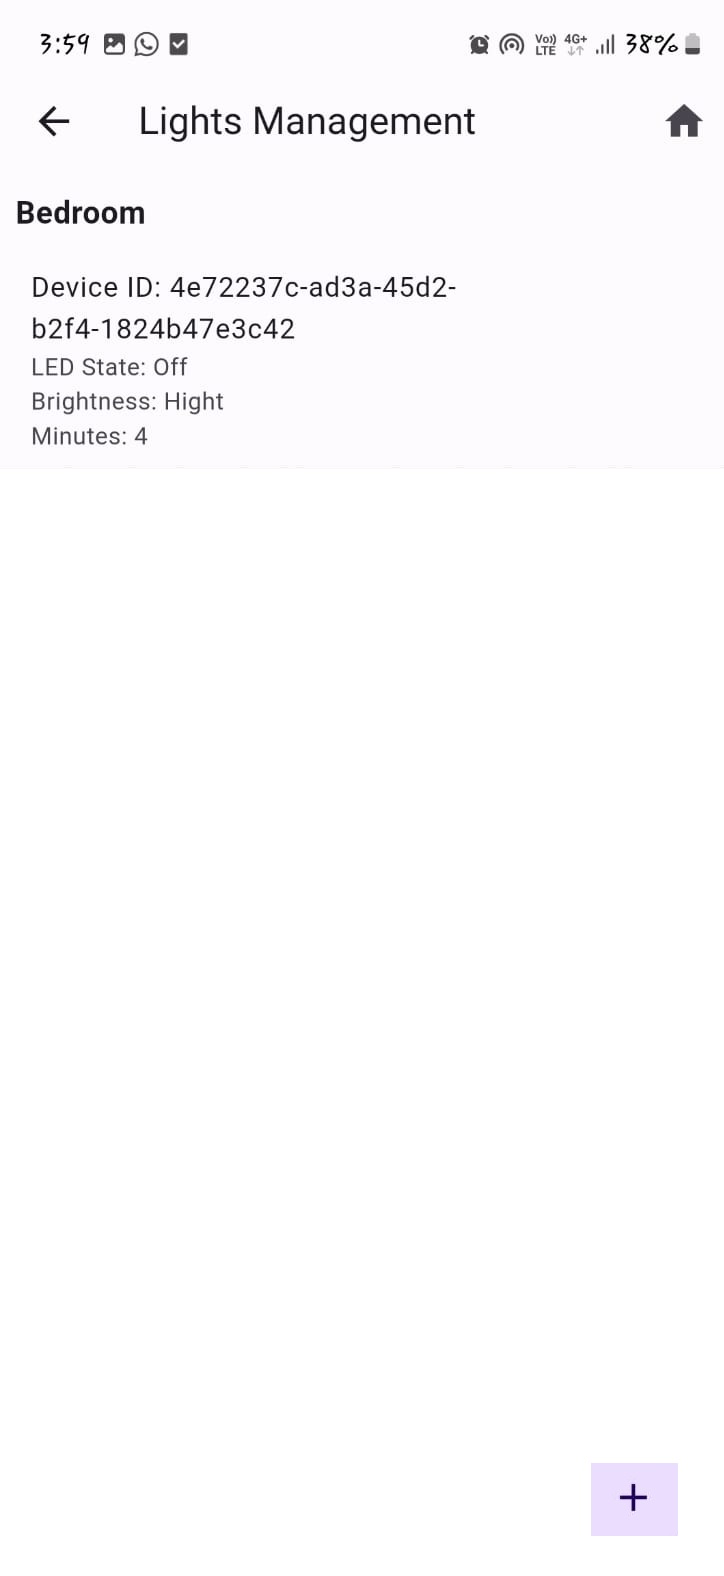 3:59 Vo)) LTE 4G+ 38%
Lights Management
Bedroom
Device ID: 4e72237c-ad3a-45d2-
b2f4-1824b47e3c42
LED State: Off
Brightness: Hight
Minutes: 4